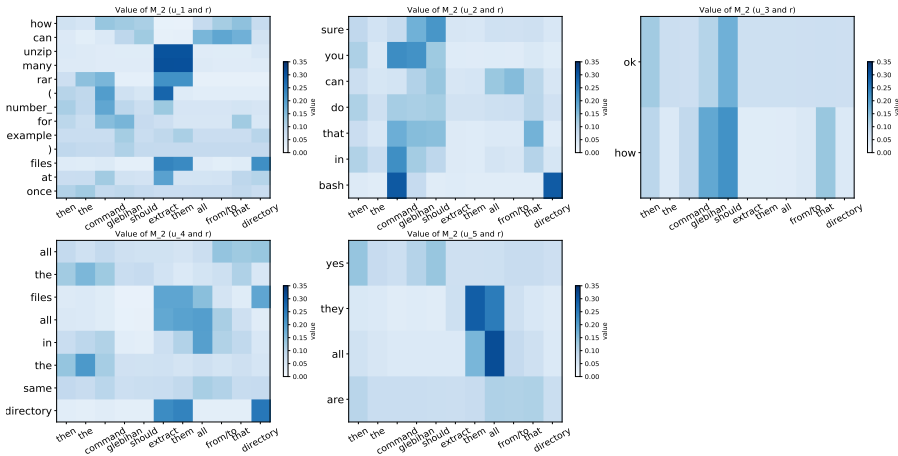 Value of M_2 (u_1 and r)
how
can
unzip
many
rar
(
number_
for
example
)
files
at
once
then the command glebihan should extract them all from/to that directory
0.35
0.30
0.25
0.20
0.15
0.10
0.05
0.00
value
Value of M_2 (u_2 and r)
sure
you
can
do
that
in
bash
then the command glebihan should extract them all from/to that directory
0.35
0.30
0.25
0.20
0.15
0.10
0.05
0.00
value
Value of M_2 (u_3 and r)
ok
how
then the command glebihan should extract them all from/to that directory
0.35
0.30
0.25
0.20
0.15
0.10
0.05
0.00
value
Value of M_2 (u_4 and r)
all
the
files
all
in
the
same
directory
then the command glebihan should extract them all from/to that directory
0.35
0.30
0.25
0.20
0.15
0.10
0.05
0.00
value
Value of M_2 (u_5 and r)
yes
they
all
are
then the command glebihan should extract them all from/to that directory
0.35
0.30
0.25
0.20
0.15
0.10
0.05
0.00
value